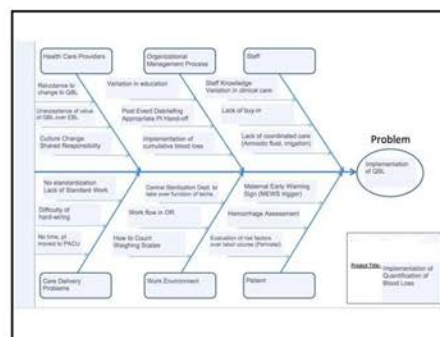 Health Care Providers
Organizational
Management Process
Staff
Reluctance to
change to QBL
Unacceptance of value
of QBL over EBL
Culture Change:
Shared Responsibility
Variation in education
Post Event Debriefing
Appropriate Pt Hand-off
Implementation of
cumulative blood loss
Staff Knowledge
Variation in clinical care
Lack of buy-in
Lack of coordinated care
(Amniotic fluid, irrigation)
Problem
Implementation
of QBL
No standardization
Lack of Standard Work
Difficulty of
hard-wiring
No time, pt
moved to PACU
Central Sterilization Dept. to
take over function of techs
Work flow in OR
How to Count
Weighing Scales
Maternal Early Warning
Sign (MEWS trigger)
Hemorrhage Assessment
Evaluation of risk factors
over labor course (Perinatal)
Care Delivery
Problems
Work Environment
Patient
Project Title:
Implementation of
Quantification of
Blood Loss